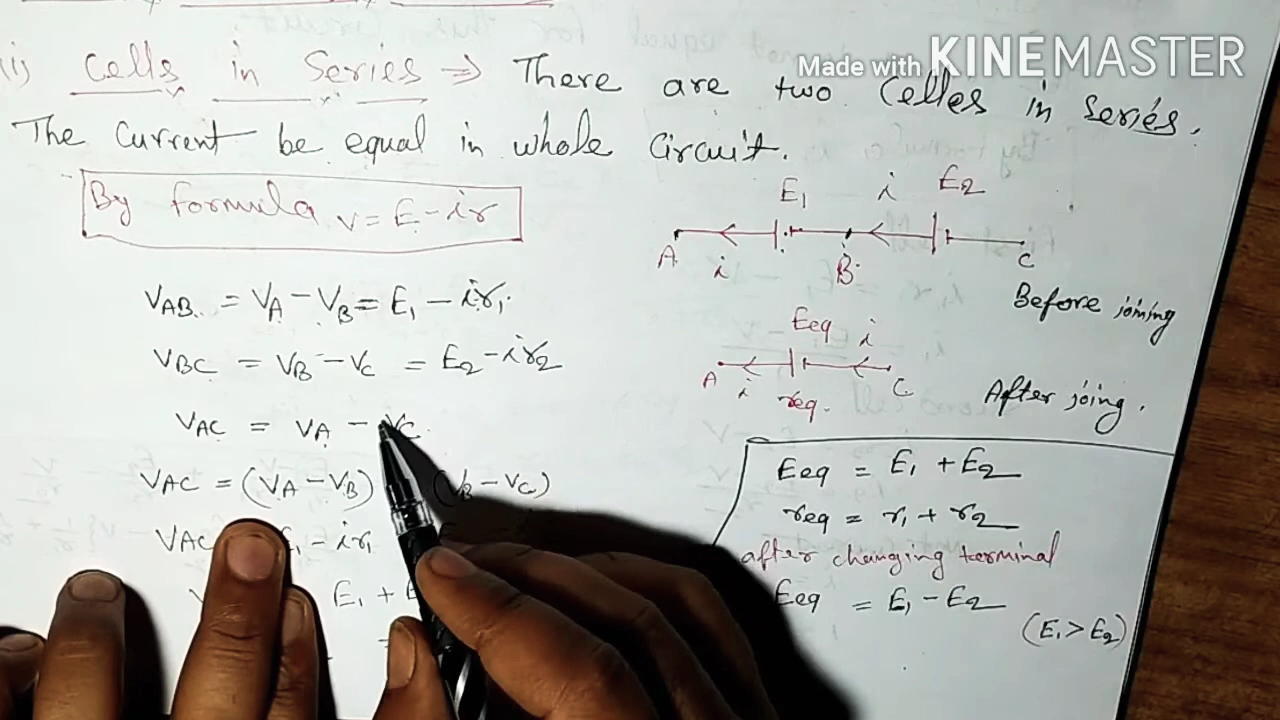 Made with KINEMASTER
(i) Cells in Series ⇒ There are two Celles in Series.
The Current be equal in whole Circuit.
By formula V = E - ir
E1 i E2
A i B C
Before joining
VAB = VA - VB = E1 - ir1
VBC = VB - VC = E2 - ir2
Eeq i
A i req. C
After joing.
VAC = VA - VC
VAC = (VA - VB) (VB - VC)
VAC E1 - ir1
E1 +
Eeq = E1 + E2
req = r1 + r2
after changing terminal
Eeq = E1 - E2
(E1 > E2)